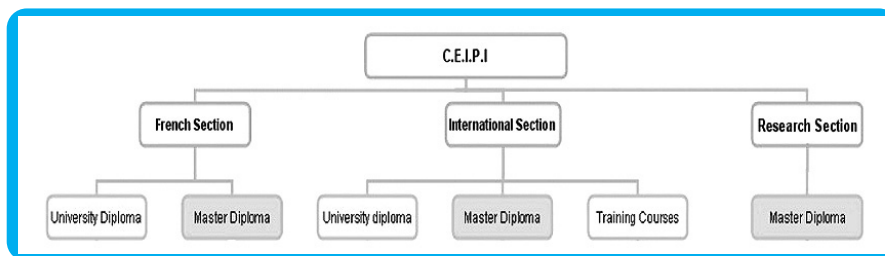 C.E.I.P.I
French Section
International Section
Research Section
University Diploma
Master Diploma
University diploma
Master Diploma
Training Courses
Master Diploma